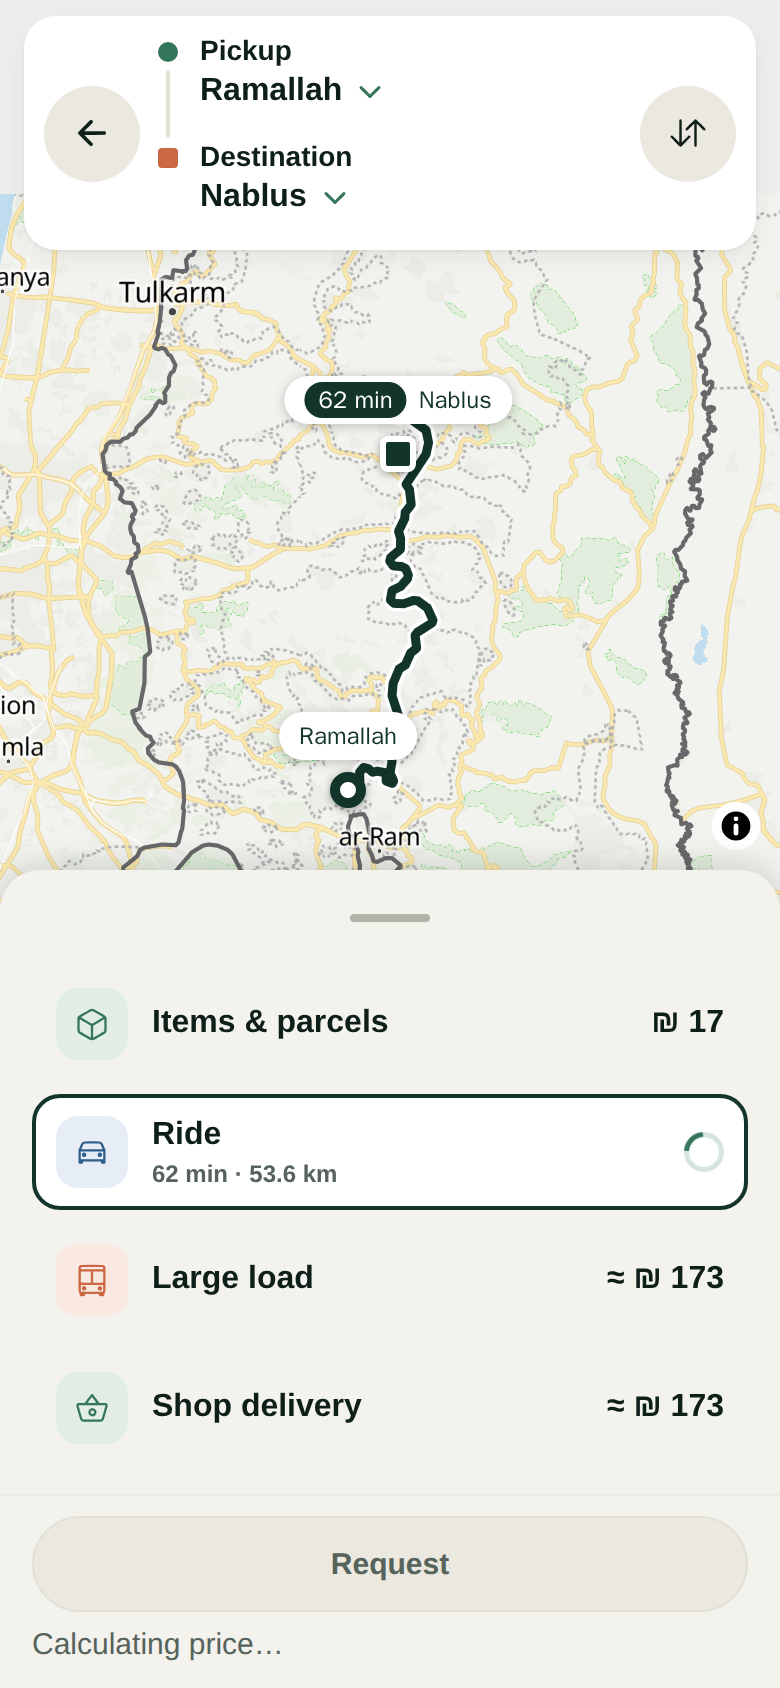 Pickup
Ramallah
Destination
Nablus
anya
Tulkarm
62 min Nablus
ion
mla
Ramallah
ar-Ram
Items & parcels ₪ 17
Ride
62 min · 53.6 km
Large load ≈ ₪ 173
Shop delivery ≈ ₪ 173
Request
Calculating price…